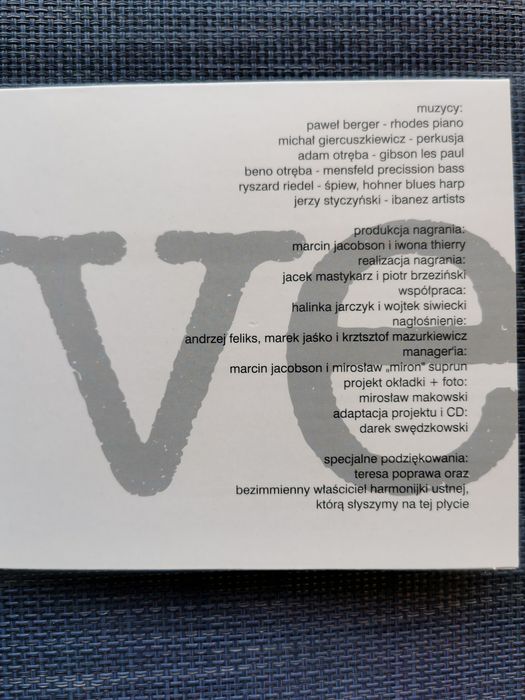 muzycy:
paweł berger - rhodes piano
michał giercuszkiewicz - perkusja
adam otręba - gibson les paul
beno otręba - mensfeld precission bass
ryszard riedel - śpiew, hohner blues harp
jerzy styczyński - ibanez artists
produkcja nagrania:
marcin jacobson i iwona thierry
realizacja nagrania:
jacek mastykarz i piotr brzeziński
współpraca:
halinka jarczyk i wojtek siwiecki
nagłośnienie:
andrzej feliks, marek jaśko i krztsztof mazurkiewicz
manager'ia:
marcin jacobson i mirosław „miron" suprun
projekt okładki + foto:
mirosław makowski
adaptacja projektu i CD:
darek swędzkowski
specjalne podziękowania:
teresa poprawa oraz
bezimmienny właściciel harmonijki ustnej,
którą słyszymy na tej płycie
ve